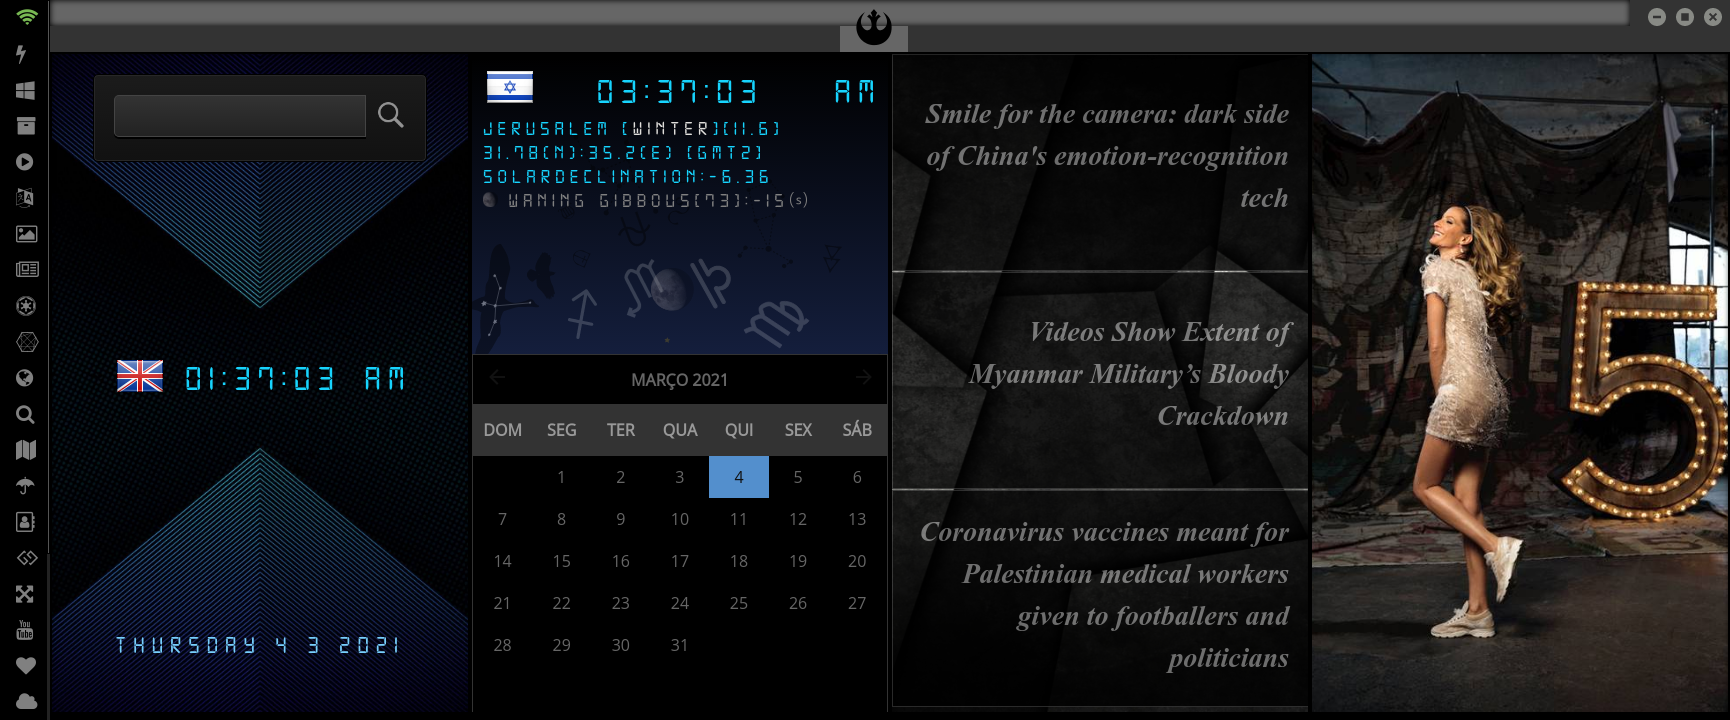 01:37:03 AM
THURSDAY 4 3 2021
03:37:03 AM
JERUSALEM [WINTER][11.6]
31.78(N):35.2(E) [GMT2]
SOLARDECLINATION:-6.36
WANING GIBBOUS[73]:-15(s)
MARÇO 2021
DOM SEG TER QUA QUI SEX SÁB
1 2 3 4 5 6
7 8 9 10 11 12 13
14 15 16 17 18 19 20
21 22 23 24 25 26 27
28 29 30 31
Smile for the camera: dark side
of China's emotion-recognition
tech
Videos Show Extent of
Myanmar Military’s Bloody
Crackdown
Coronavirus vaccines meant for
Palestinian medical workers
given to footballers and
politicians
5
You
Tube